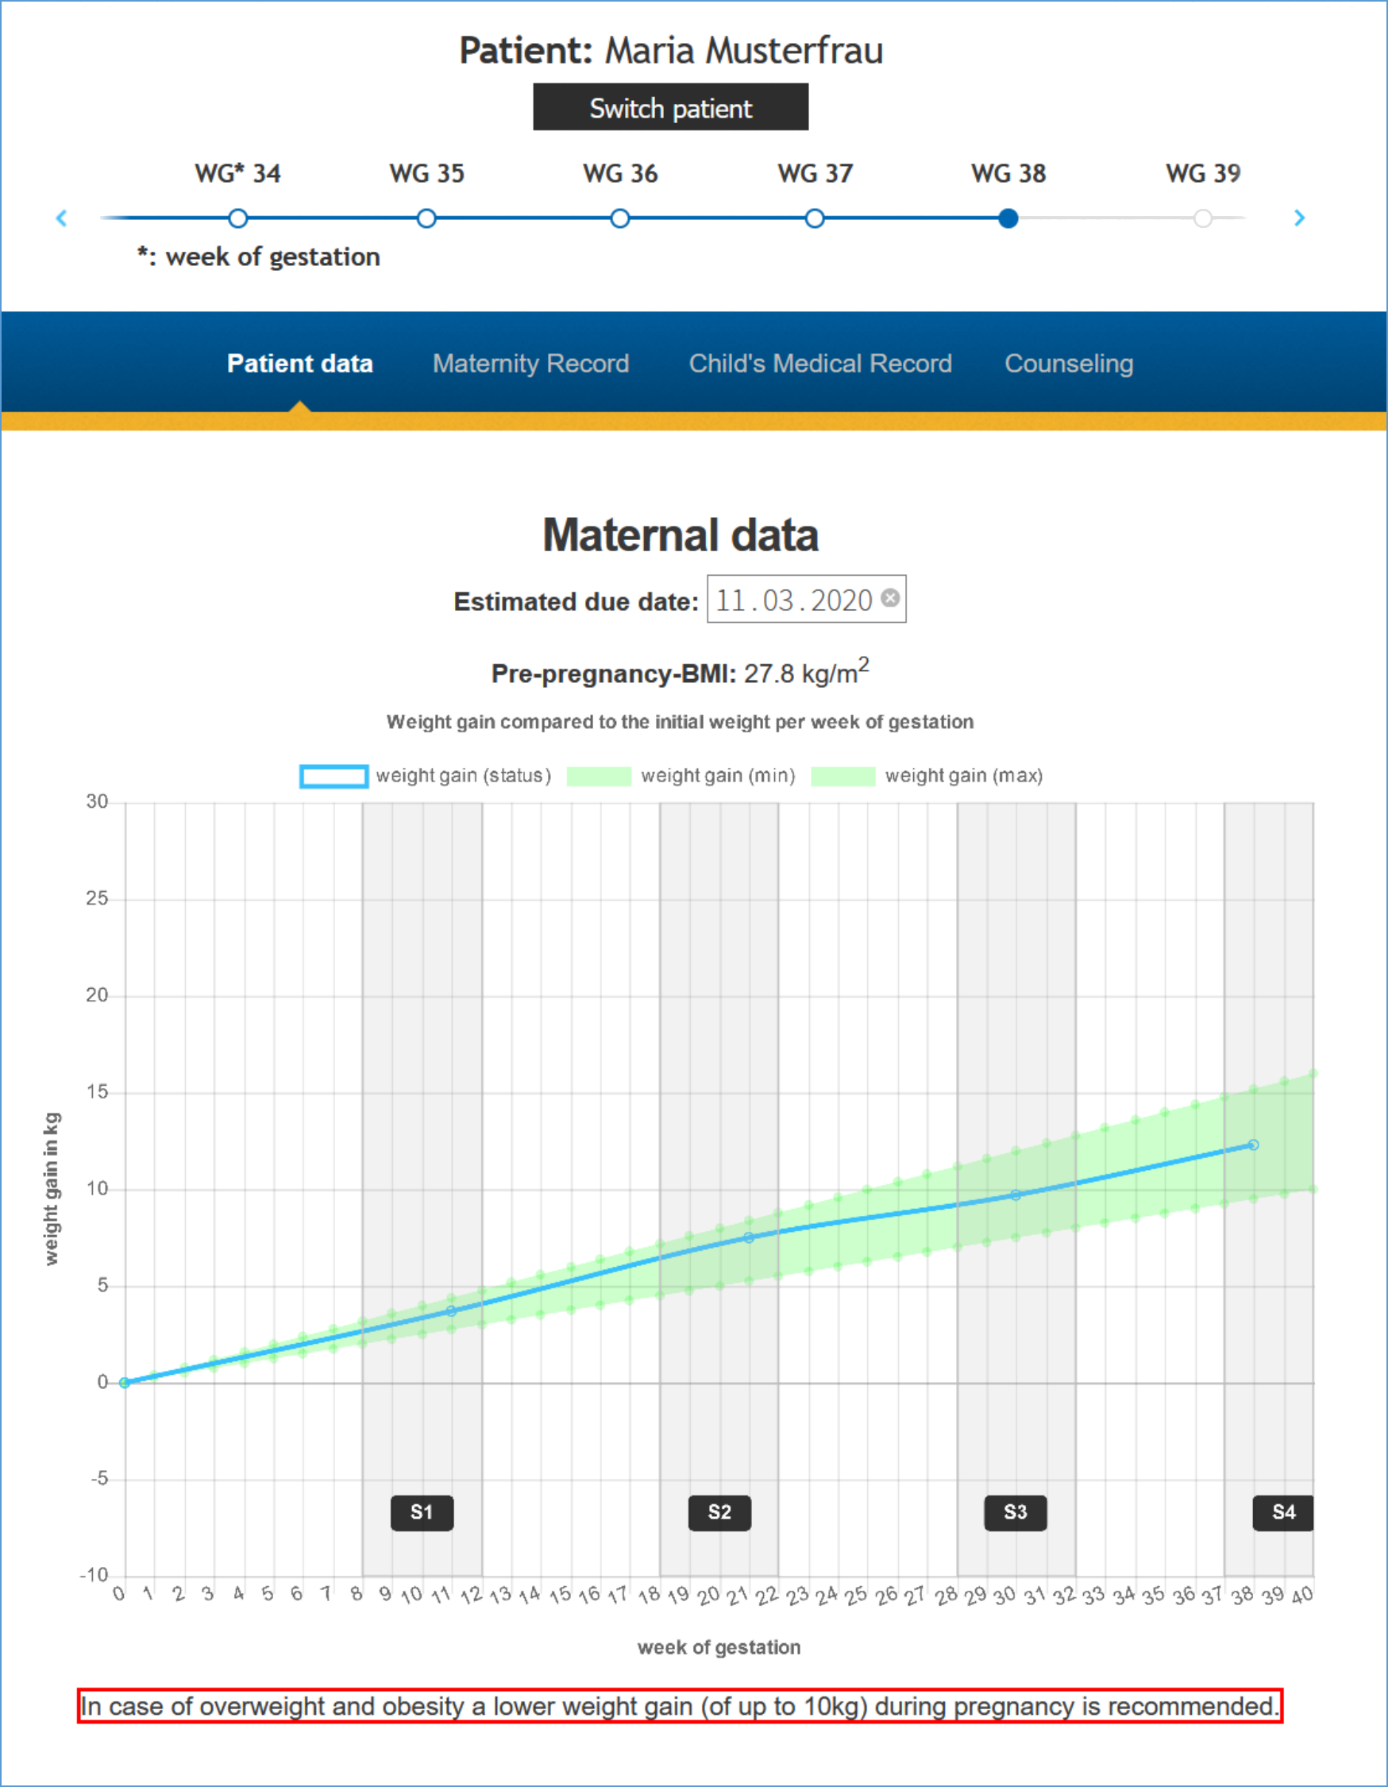 Patient: Maria Musterfrau
Switch patient
WG* 34 WG 35 WG 36 WG 37 WG 38 WG 39
*: week of gestation
Patient data Maternity Record Child's Medical Record Counseling
Maternal data
Estimated due date: 11.03.2020
Pre-pregnancy-BMI: 27.8 kg/m²
Weight gain compared to the initial weight per week of gestation
weight gain (status) weight gain (min) weight gain (max)
30
25
20
15
10
5
0
-5
-10
weight gain in kg
S1 S2 S3 S4
0 1 2 3 4 5 6 7 8 9 10 11 12 13 14 15 16 17 18 19 20 21 22 23 24 25 26 27 28 29 30 31 32 33 34 35 36 37 38 39 40
week of gestation
In case of overweight and obesity a lower weight gain (of up to 10kg) during pregnancy is recommended.